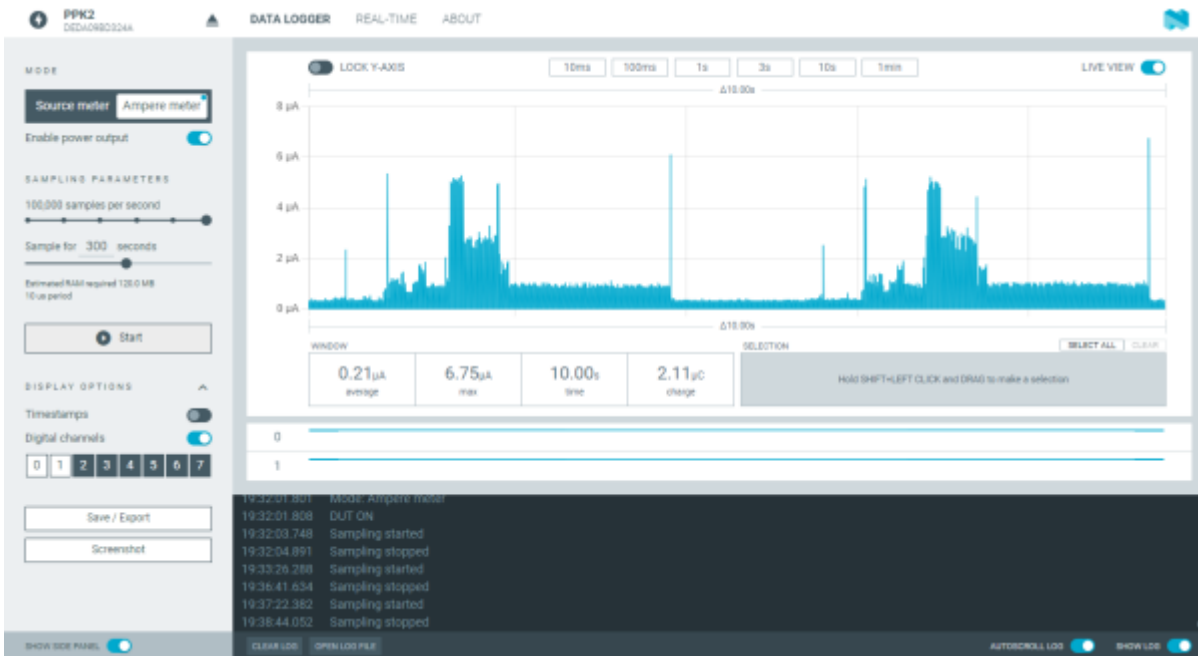 PPK2
DATA LOGGER REAL-TIME ABOUT
MODE
Source meter Ampere meter
Enable power output
SAMPLING PARAMETERS
100,000 samples per second
Sample for 300 seconds
Estimated RAM required 120.0 MB
10 us period
Start
DISPLAY OPTIONS
Timestamps
Digital channels
0 1 2 3 4 5 6 7
Save / Export
Screenshot
SHOW SIDE PANEL
LOCK Y-AXIS 10ms 100ms 1s 3s 10s 1min LIVE VIEW
Δ10.00s
8 µA
6 µA
4 µA
2 µA
0 µA
Δ10.00s
WINDOW
0.21µA 6.75µA 10.00s 2.11µC
average max time charge
SELECTION SELECT ALL CLEAR
Hold SHIFT+LEFT CLICK and DRAG to make a selection
0
1
19:32:01.801 Mode: Ampere meter
19:32:01.808 DUT ON
19:32:03.748 Sampling started
19:32:04.891 Sampling stopped
19:33:26.288 Sampling started
19:36:41.634 Sampling stopped
19:37:22.382 Sampling started
19:38:44.052 Sampling stopped
CLEAR LOG OPEN LOG FILE AUTOSCROLL LOG SHOW LOG